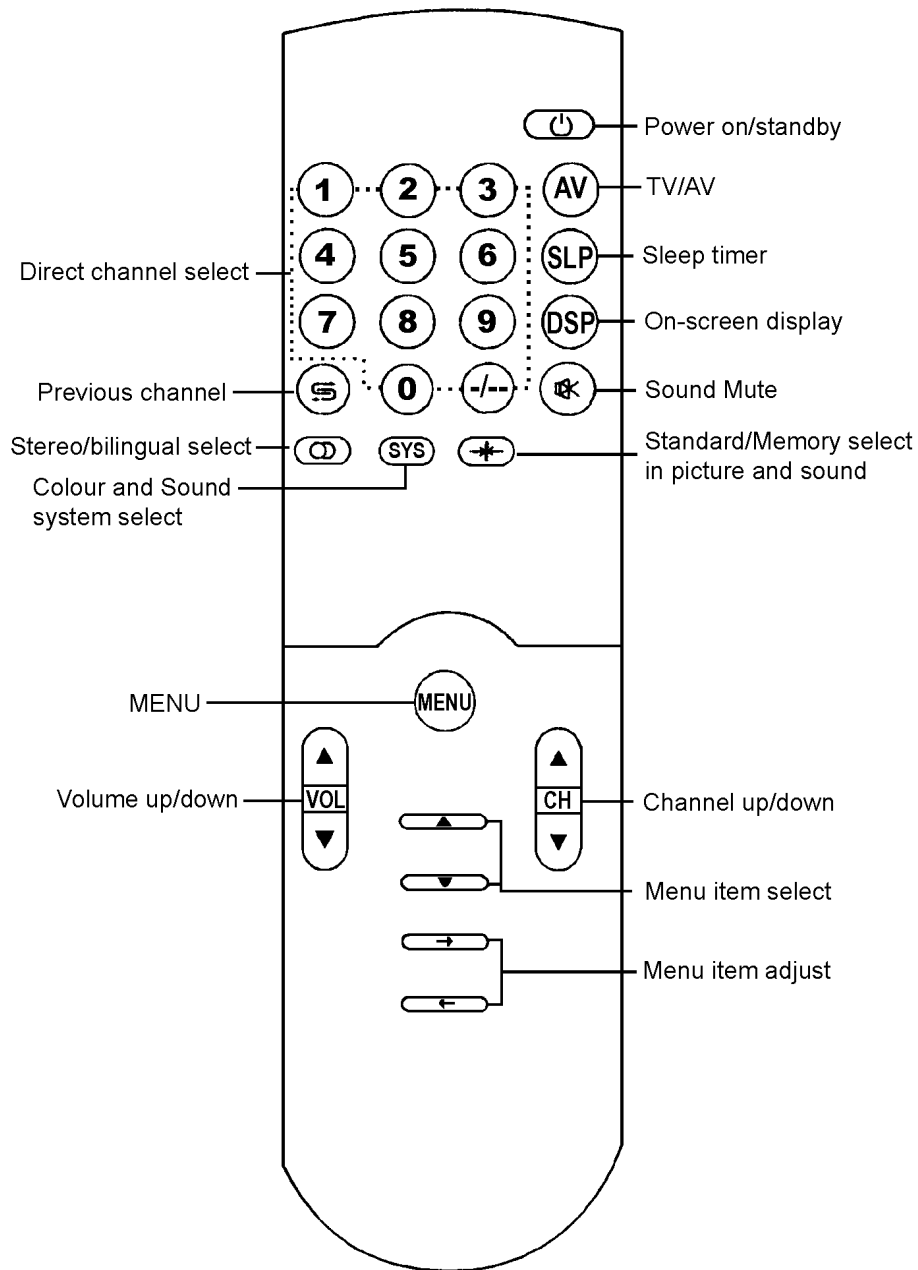 Power on/standby
1 2 3 AV TV/AV
Direct channel select 4 5 6 SLP Sleep timer
7 8 9 DSP On-screen display
Previous channel 0 -/-- Sound Mute
Stereo/bilingual select SYS Standard/Memory select
in picture and sound
Colour and Sound
system select
MENU MENU
Volume up/down VOL CH Channel up/down
Menu item select
Menu item adjust